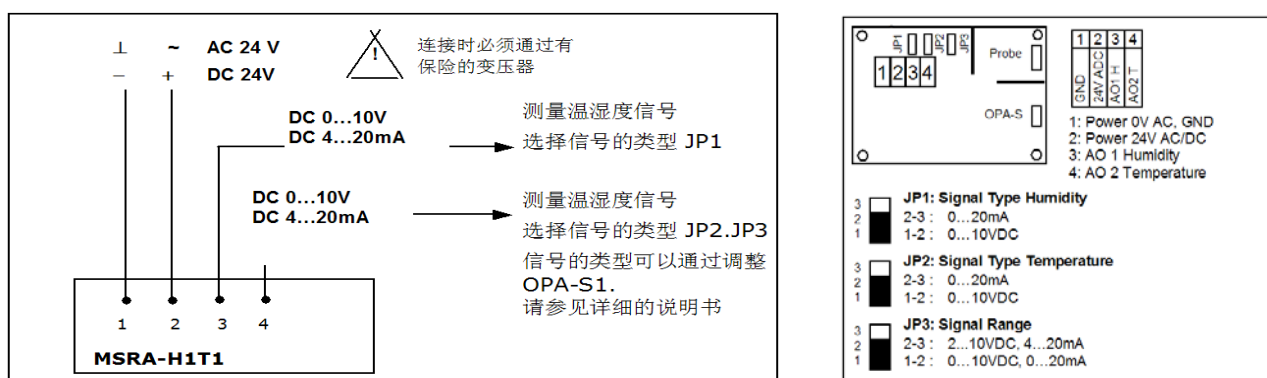 ⊥ ~ AC 24 V
− + DC 24V
!
连接时必须通过有
保险的变压器
DC 0...10V
DC 4...20mA
测量温湿度信号
选择信号的类型 JP1
DC 0...10V
DC 4...20mA
测量温湿度信号
选择信号的类型 JP2.JP3
信号的类型可以通过调整
OPA-S1.
请参见详细的说明书
1 2 3 4
MSRA-H1T1
JP1 JP2 JP3
1 2 3 4
Probe
OPA-S
1 2 3 4
GND
24V ADC
AO1 H
AO2 T
1: Power 0V AC, GND
2: Power 24V AC/DC
3: AO 1 Humidity
4: AO 2 Temperature
3
2
1
JP1: Signal Type Humidity
2-3 : 0...20mA
1-2 : 0...10VDC
3
2
1
JP2: Signal Type Temperature
2-3 : 0...20mA
1-2 : 0...10VDC
3
2
1
JP3: Signal Range
2-3 : 2...10VDC, 4...20mA
1-2 : 0...10VDC, 0...20mA